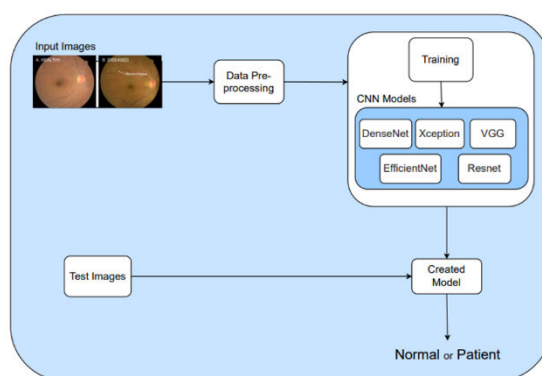 Input Images
A. HEALTHY
B. DISEASED
Data Pre-
processing
Training
CNN Models
DenseNet
Xception
VGG
EfficientNet
Resnet
Test Images
Created
Model
Normal or Patient